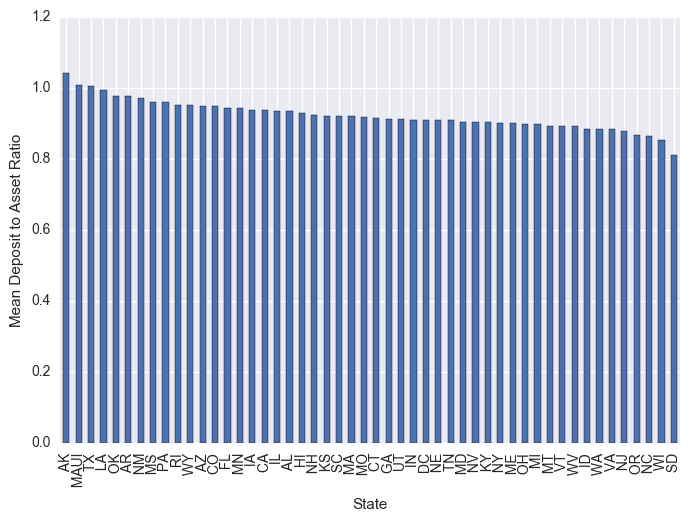 1.2
1.0
0.8
0.6
0.4
0.2
0.0
Mean Deposit to Asset Ratio
AK
MAUI
TX
LA
OK
AR
NM
MS
PA
RI
WY
AZ
CO
FL
MN
IA
CA
IL
AL
HI
NH
KS
SC
MA
MO
CT
GA
UT
IN
DC
NE
TN
MD
NV
KY
NY
ME
OH
MI
MT
VT
WV
ID
WA
VA
NJ
OR
NC
WI
SD
State